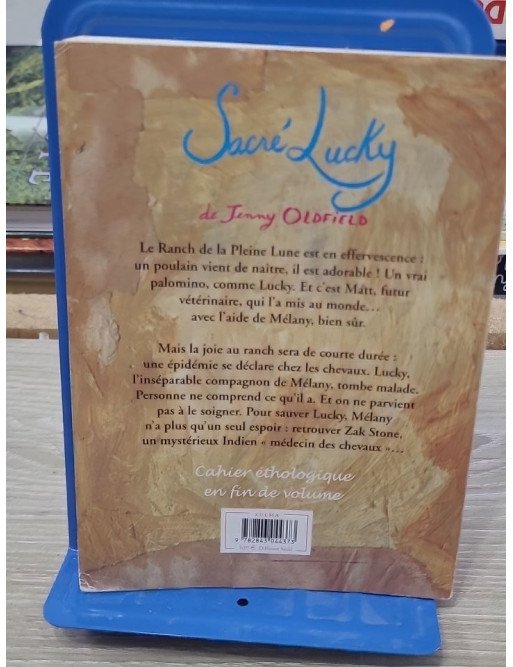 Sacré Lucky
de Jenny OLDFIELD
Le Ranch de la Pleine Lune est en effervescence :
un poulain vient de naître, il est adorable ! Un vrai
palomino, comme Lucky. Et c'est Matt, futur
vétérinaire, qui l'a mis au monde…
avec l'aide de Mélany, bien sûr.
Mais la joie au ranch sera de courte durée :
une épidémie se déclare chez les chevaux. Lucky,
l'inséparable compagnon de Mélany, tombe malade.
Personne ne comprend ce qu'il a. Et on ne parvient
pas à le soigner. Pour sauver Lucky, Mélany
n'a plus qu'un seul espoir : retrouver Zak Stone,
un mystérieux Indien « médecin des chevaux »…
Cahier éthologique
en fin de volume
ZULMA
9 782843 044373